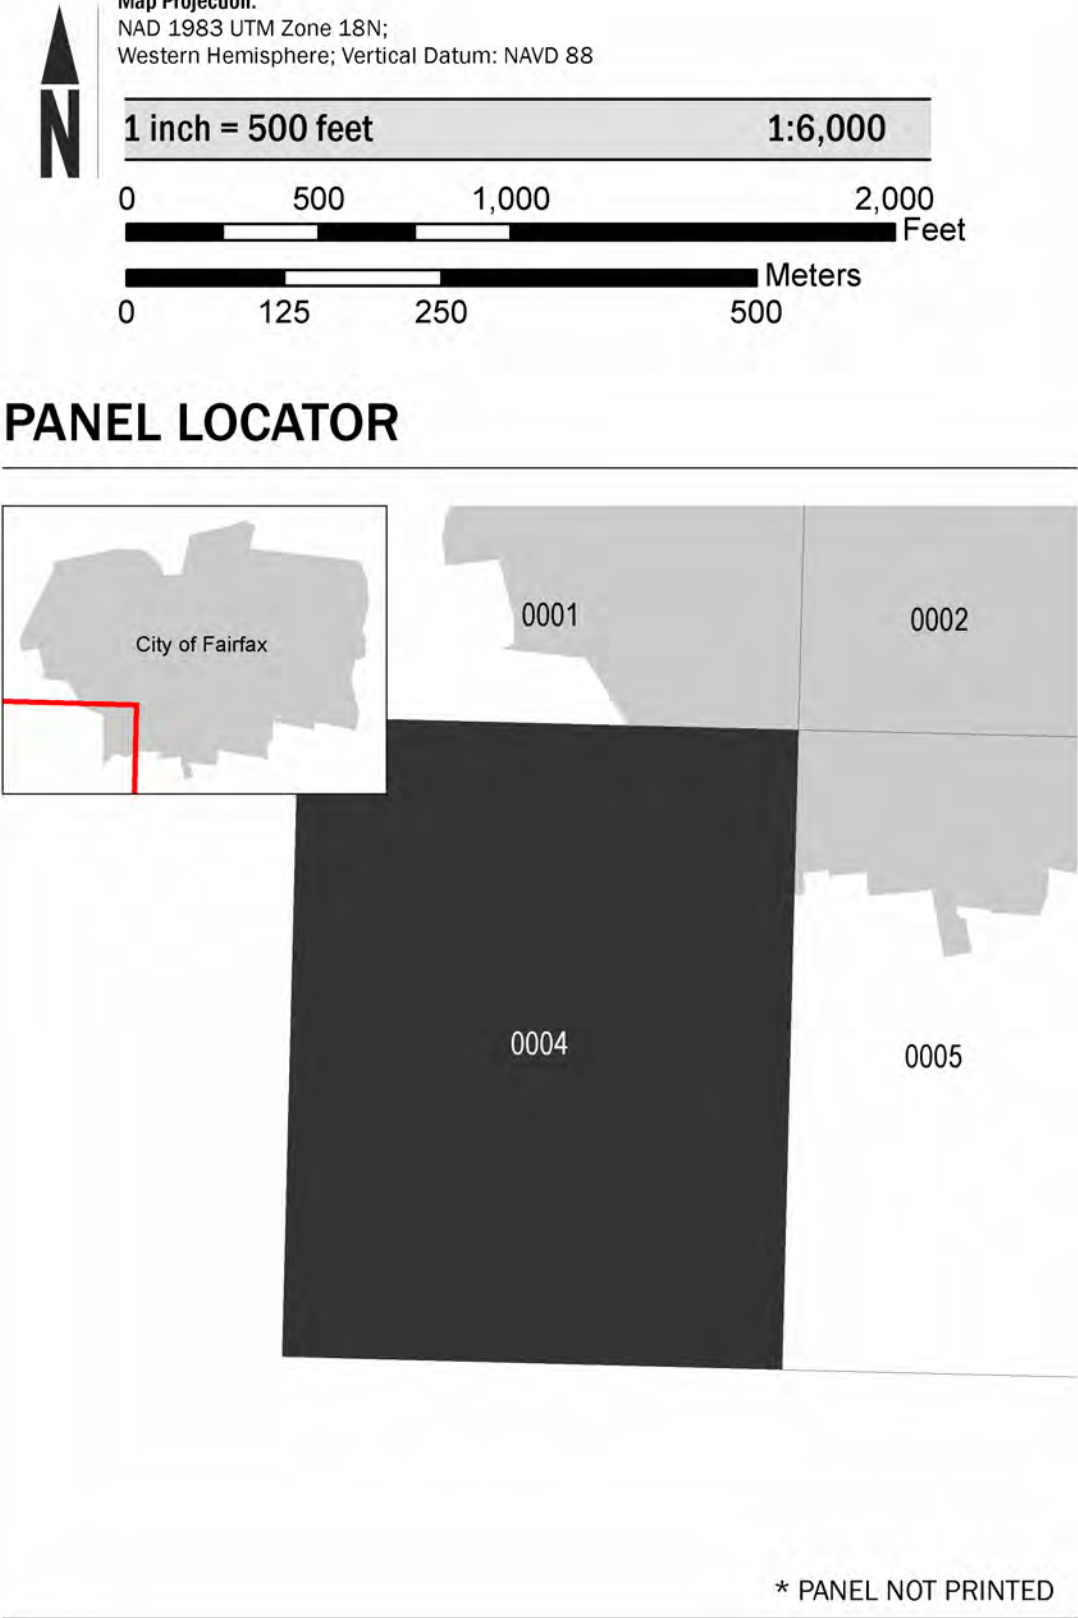 Map Projection:
NAD 1983 UTM Zone 18N;
Western Hemisphere; Vertical Datum: NAVD 88
N
1 inch = 500 feet 1:6,000
0 500 1,000 2,000
Feet
Meters
0 125 250 500
PANEL LOCATOR
City of Fairfax
0001
0002
0004
0005
* PANEL NOT PRINTED